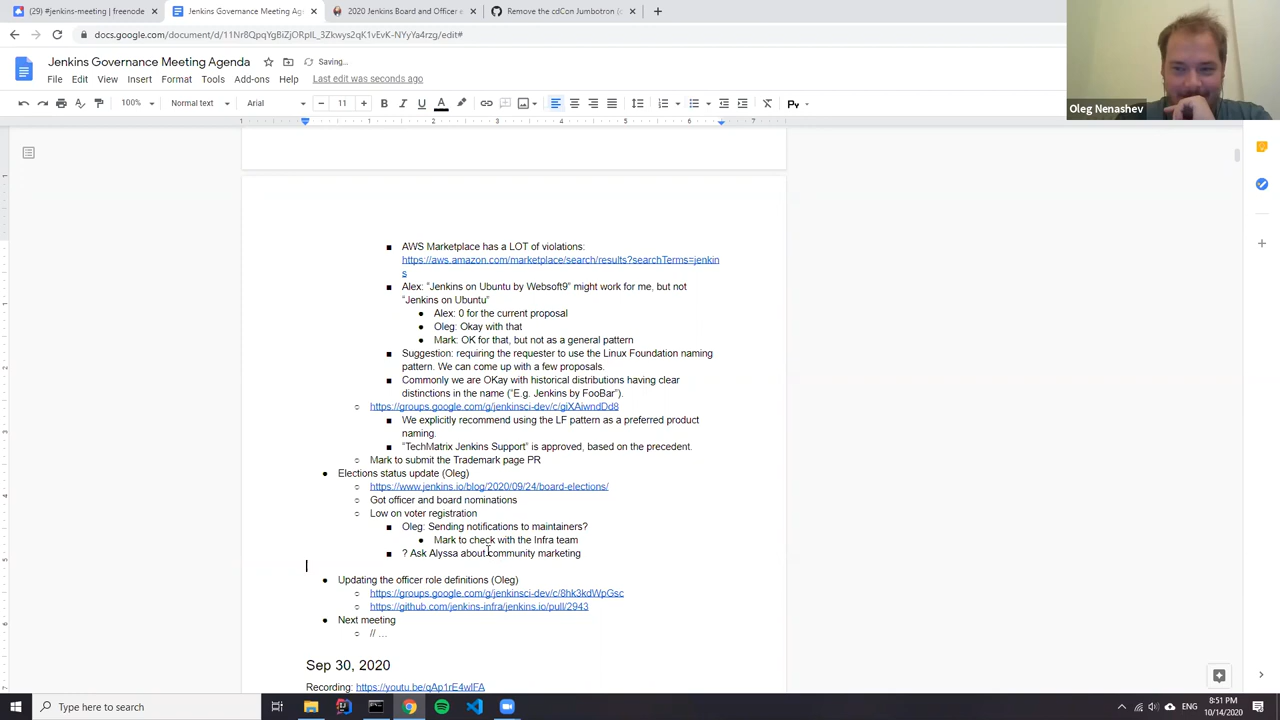 (29) #jenkins-meeting | freenode
Jenkins Governance Meeting Age
2020 Jenkins Board and Officer e
Remove the cdCon Jumbotron (o
docs.google.com/document/d/11Nr8QpqYgBiZjORpIL_3Zkwys2qK1vEvK-NYyYa4rzg/edit#
Jenkins Governance Meeting Agenda
Saving...
File Edit View Insert Format Tools Add-ons Help Last edit was seconds ago
100% Normal text Arial 11
Oleg Nenashev
AWS Marketplace has a LOT of violations:
https://aws.amazon.com/marketplace/search/results?searchTerms=jenkin
s
Alex: “Jenkins on Ubuntu by Websoft9” might work for me, but not
“Jenkins on Ubuntu”
Alex: 0 for the current proposal
Oleg: Okay with that
Mark: OK for that, but not as a general pattern
Suggestion: requiring the requester to use the Linux Foundation naming
pattern. We can come up with a few proposals.
Commonly we are OKay with historical distributions having clear
distinctions in the name (“E.g. Jenkins by FooBar”).
https://groups.google.com/g/jenkinsci-dev/c/giXAiwndDd8
We explicitly recommend using the LF pattern as a preferred product
naming.
“TechMatrix Jenkins Support” is approved, based on the precedent.
Mark to submit the Trademark page PR
Elections status update (Oleg)
https://www.jenkins.io/blog/2020/09/24/board-elections/
Got officer and board nominations
Low on voter registration
Oleg: Sending notifications to maintainers?
Mark to check with the Infra team
? Ask Alyssa about community marketing
Updating the officer role definitions (Oleg)
https://groups.google.com/g/jenkinsci-dev/c/8hk3kdWpGsc
https://github.com/jenkins-infra/jenkins.io/pull/2943
Next meeting
// ...
Sep 30, 2020
Recording: https://youtu.be/qAp1rE4wIFA
Type here to search
ENG
8:51 PM
10/14/2020